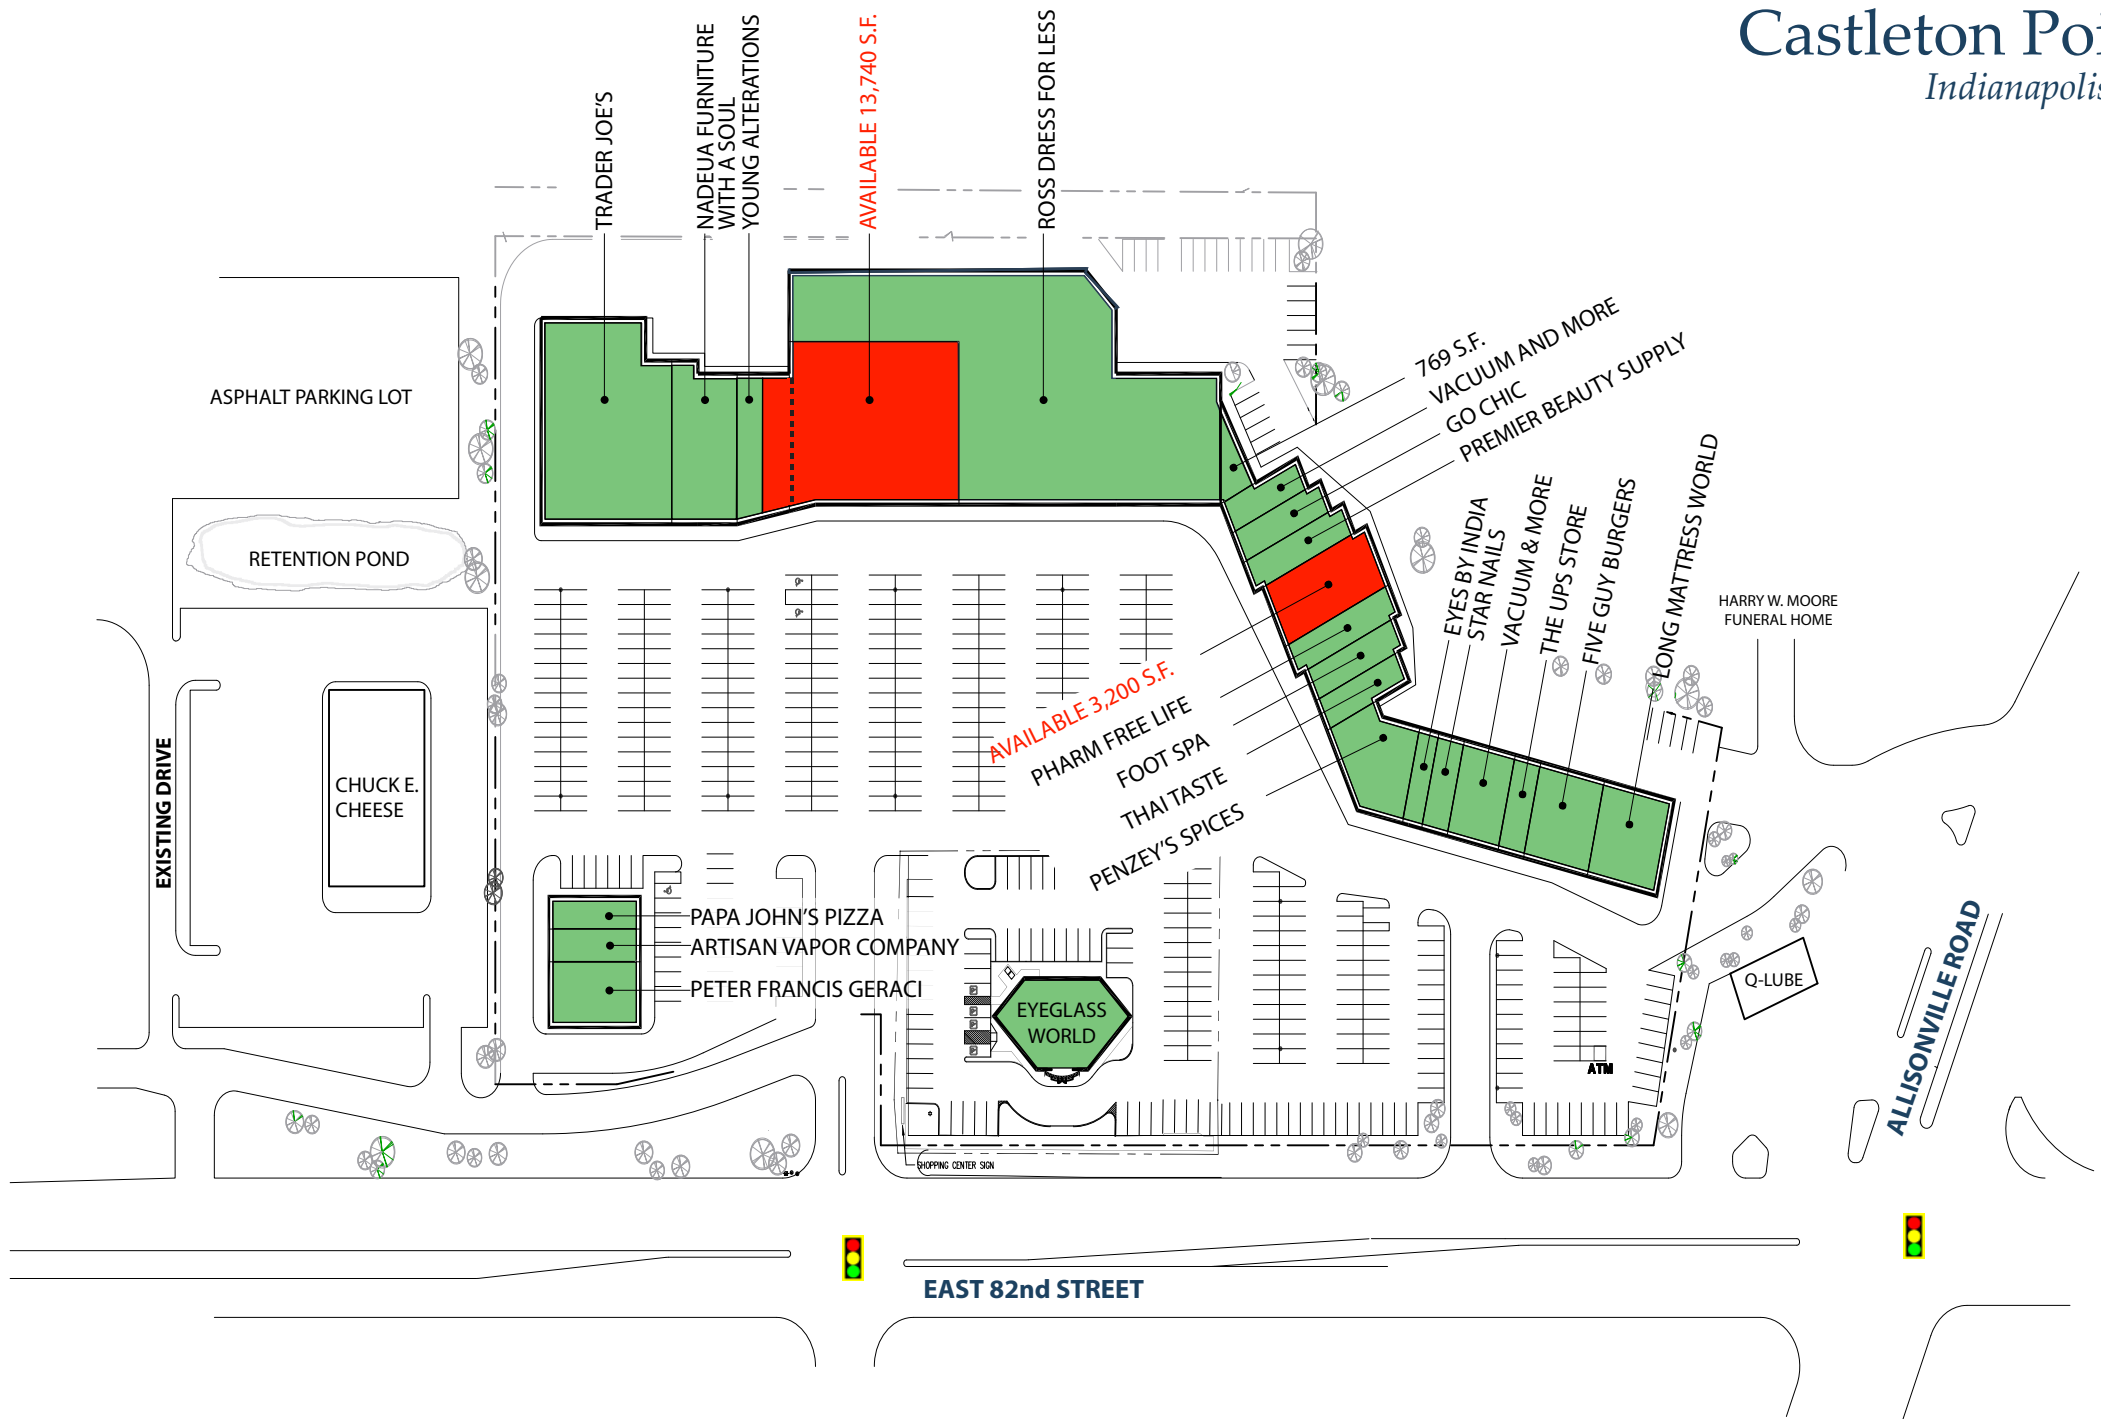 Castleton Poi
Indianapolis
TRADER JOE'S
NADEUA FURNITURE
WITH A SOUL
YOUNG ALTERATIONS
AVAILABLE 13,740 S.F.
ROSS DRESS FOR LESS
769 S.F.
VACUUM AND MORE
GO CHIC
PREMIER BEAUTY SUPPLY
ASPHALT PARKING LOT
RETENTION POND
EYES BY INDIA
STAR NAILS
VACUUM & MORE
THE UPS STORE
FIVE GUY BURGERS
LONG MATTRESS WORLD
HARRY W. MOORE
FUNERAL HOME
AVAILABLE 3,200 S.F.
PHARM FREE LIFE
FOOT SPA
THAI TASTE
PENZEY'S SPICES
EXISTING DRIVE
CHUCK E.
CHEESE
PAPA JOHN'S PIZZA
ARTISAN VAPOR COMPANY
PETER FRANCIS GERACI
EYEGLASS
WORLD
Q-LUBE
ATM
ALLISONVILLE ROAD
SHOPPING CENTER SIGN
EAST 82nd STREET